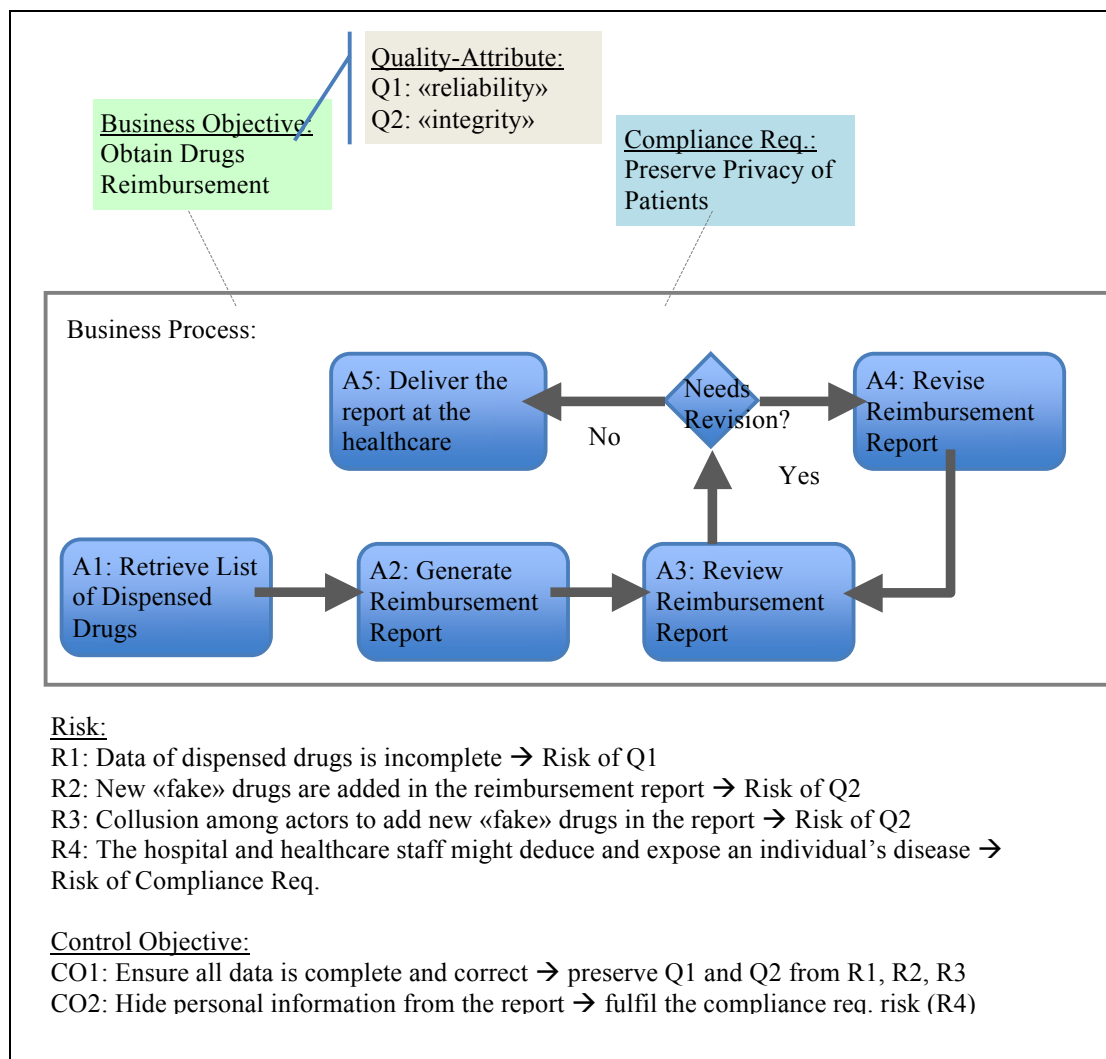 Quality-Attribute:
Q1: «reliability»
Q2: «integrity»
Business Objective:
Obtain Drugs
Reimbursement
Compliance Req.:
Preserve Privacy of
Patients
Business Process:
A5: Deliver the
report at the
healthcare
No
Needs
Revision?
Yes
A4: Revise
Reimbursement
Report
A1: Retrieve List
of Dispensed
Drugs
A2: Generate
Reimbursement
Report
A3: Review
Reimbursement
Report
Risk:
R1: Data of dispensed drugs is incomplete → Risk of Q1
R2: New «fake» drugs are added in the reimbursement report → Risk of Q2
R3: Collusion among actors to add new «fake» drugs in the report → Risk of Q2
R4: The hospital and healthcare staff might deduce and expose an individual’s disease →
Risk of Compliance Req.
Control Objective:
CO1: Ensure all data is complete and correct → preserve Q1 and Q2 from R1, R2, R3
CO2: Hide personal information from the report → fulfil the compliance req. risk (R4)